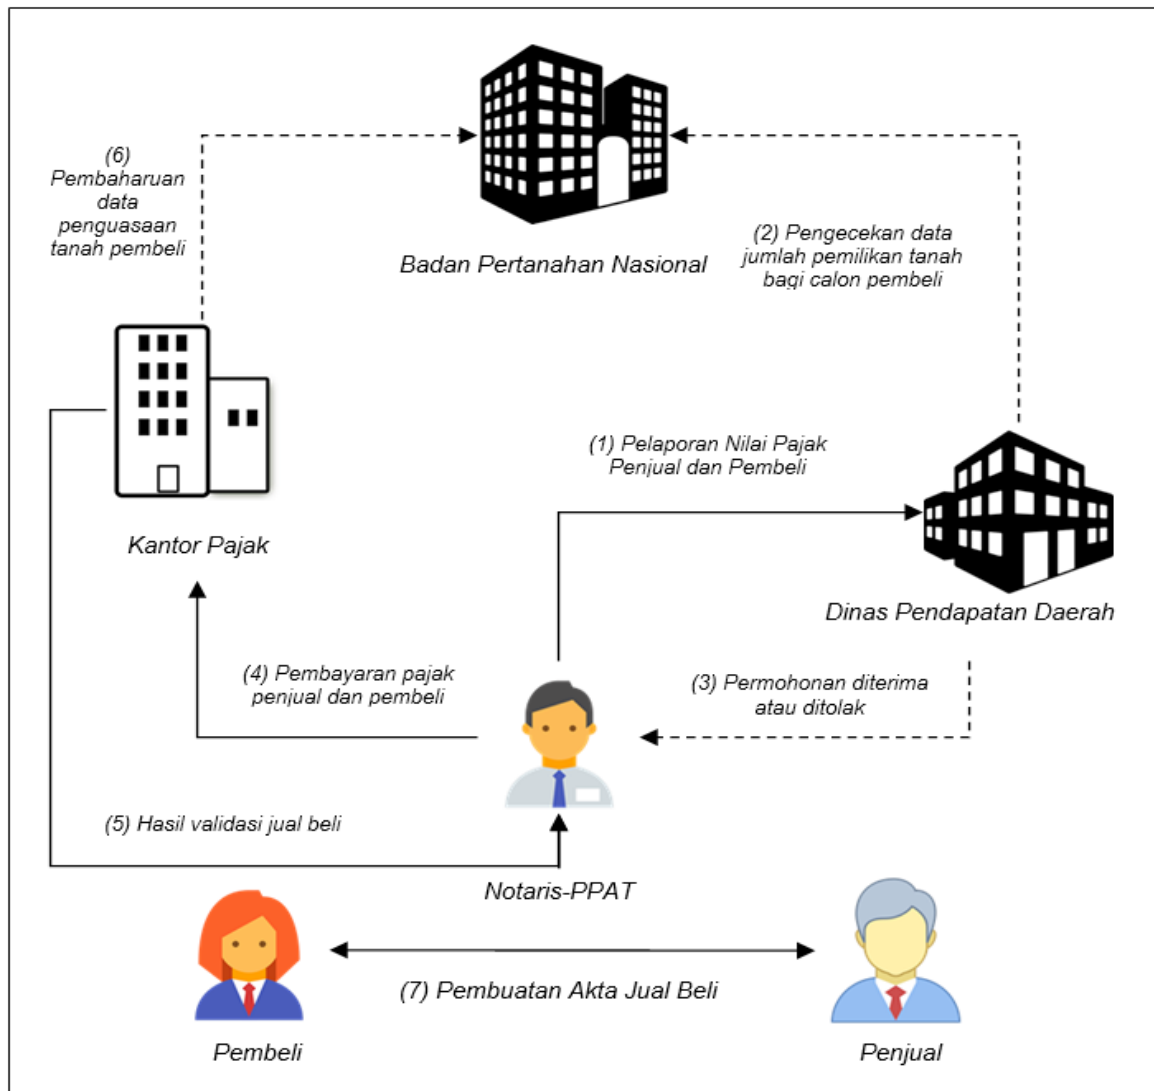 (6)
Pembaharuan
data
penguasaan
tanah pembeli
Badan Pertanahan Nasional
(2) Pengecekan data
jumlah pemilikan tanah
bagi calon pembeli
(1) Pelaporan Nilai Pajak
Penjual dan Pembeli
Kantor Pajak
Dinas Pendapatan Daerah
(4) Pembayaran pajak
penjual dan pembeli
(3) Permohonan diterima
atau ditolak
(5) Hasil validasi jual beli
Notaris-PPAT
(7) Pembuatan Akta Jual Beli
Pembeli
Penjual